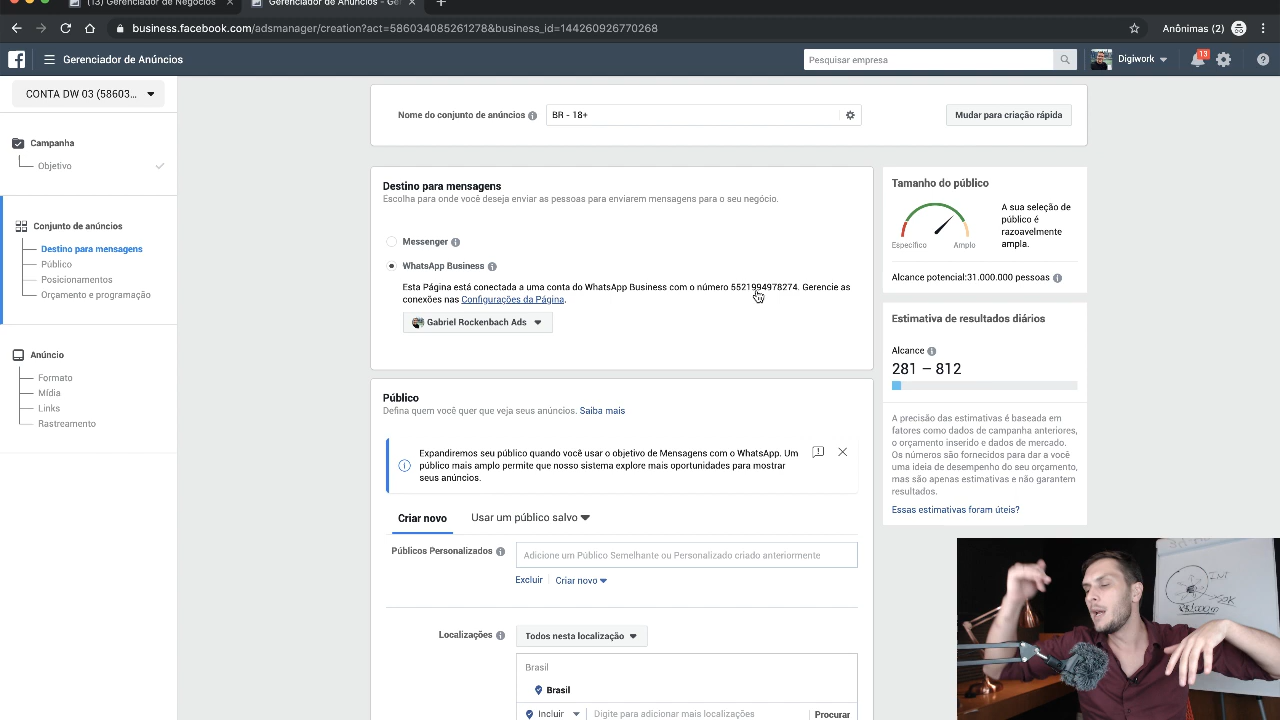 (13) Gerenciador de Negócios
Gerenciador de Anúncios - Ge
business.facebook.com/adsmanager/creation?act=586034085261278&business_id=144260926770268
Anônimas (2)
Gerenciador de Anúncios
Pesquisar empresa
Digiwork
13
CONTA DW 03 (58603...
Campanha
Objetivo
Conjunto de anúncios
Destino para mensagens
Público
Posicionamentos
Orçamento e programação
Anúncio
Formato
Mídia
Links
Rastreamento
Nome do conjunto de anúncios
BR - 18+
Mudar para criação rápida
Destino para mensagens
Escolha para onde você deseja enviar as pessoas para enviarem mensagens para o seu negócio.
Messenger
WhatsApp Business
Esta Página está conectada a uma conta do WhatsApp Business com o número 5521994978274. Gerencie as
conexões nas Configurações da Página.
Gabriel Rockenbach Ads
Público
Defina quem você quer que veja seus anúncios. Saiba mais
Expandiremos seu público quando você usar o objetivo de Mensagens com o WhatsApp. Um
público mais amplo permite que nosso sistema explore mais oportunidades para mostrar
seus anúncios.
Criar novo
Usar um público salvo
Públicos Personalizados
Adicione um Público Semelhante ou Personalizado criado anteriormente
Excluir
Criar novo
Localizações
Todos nesta localização
Brasil
Brasil
Incluir
Digite para adicionar mais localizações
Procurar
Tamanho do público
Específico
Amplo
A sua seleção de
público é
razoavelmente
ampla.
Alcance potencial:31.000.000 pessoas
Estimativa de resultados diários
Alcance
281 – 812
A precisão das estimativas é baseada em
fatores como dados de campanha anteriores,
o orçamento inserido e dados de mercado.
Os números são fornecidos para dar a você
uma ideia de desempenho do seu orçamento,
mas são apenas estimativas e não garantem
resultados.
Essas estimativas foram úteis?